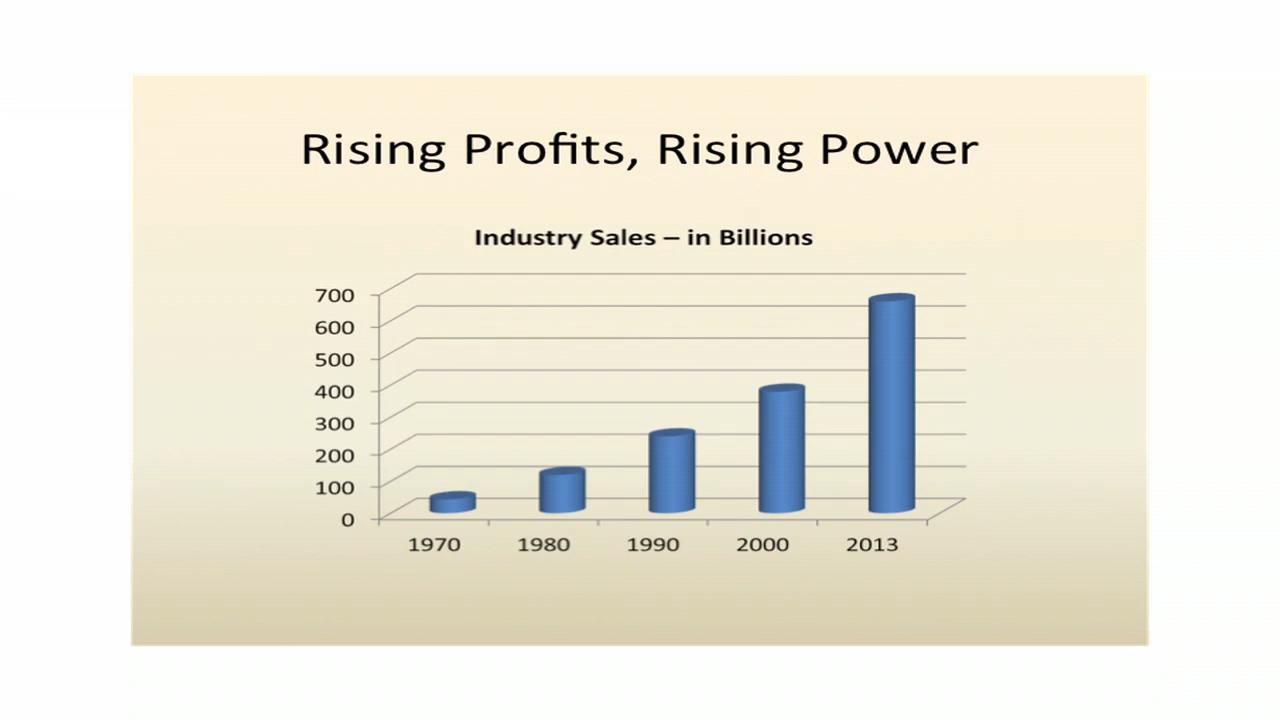 Rising Profits, Rising Power
Industry Sales – in Billions
700
600
500
400
300
200
100
0
1970 1980 1990 2000 2013